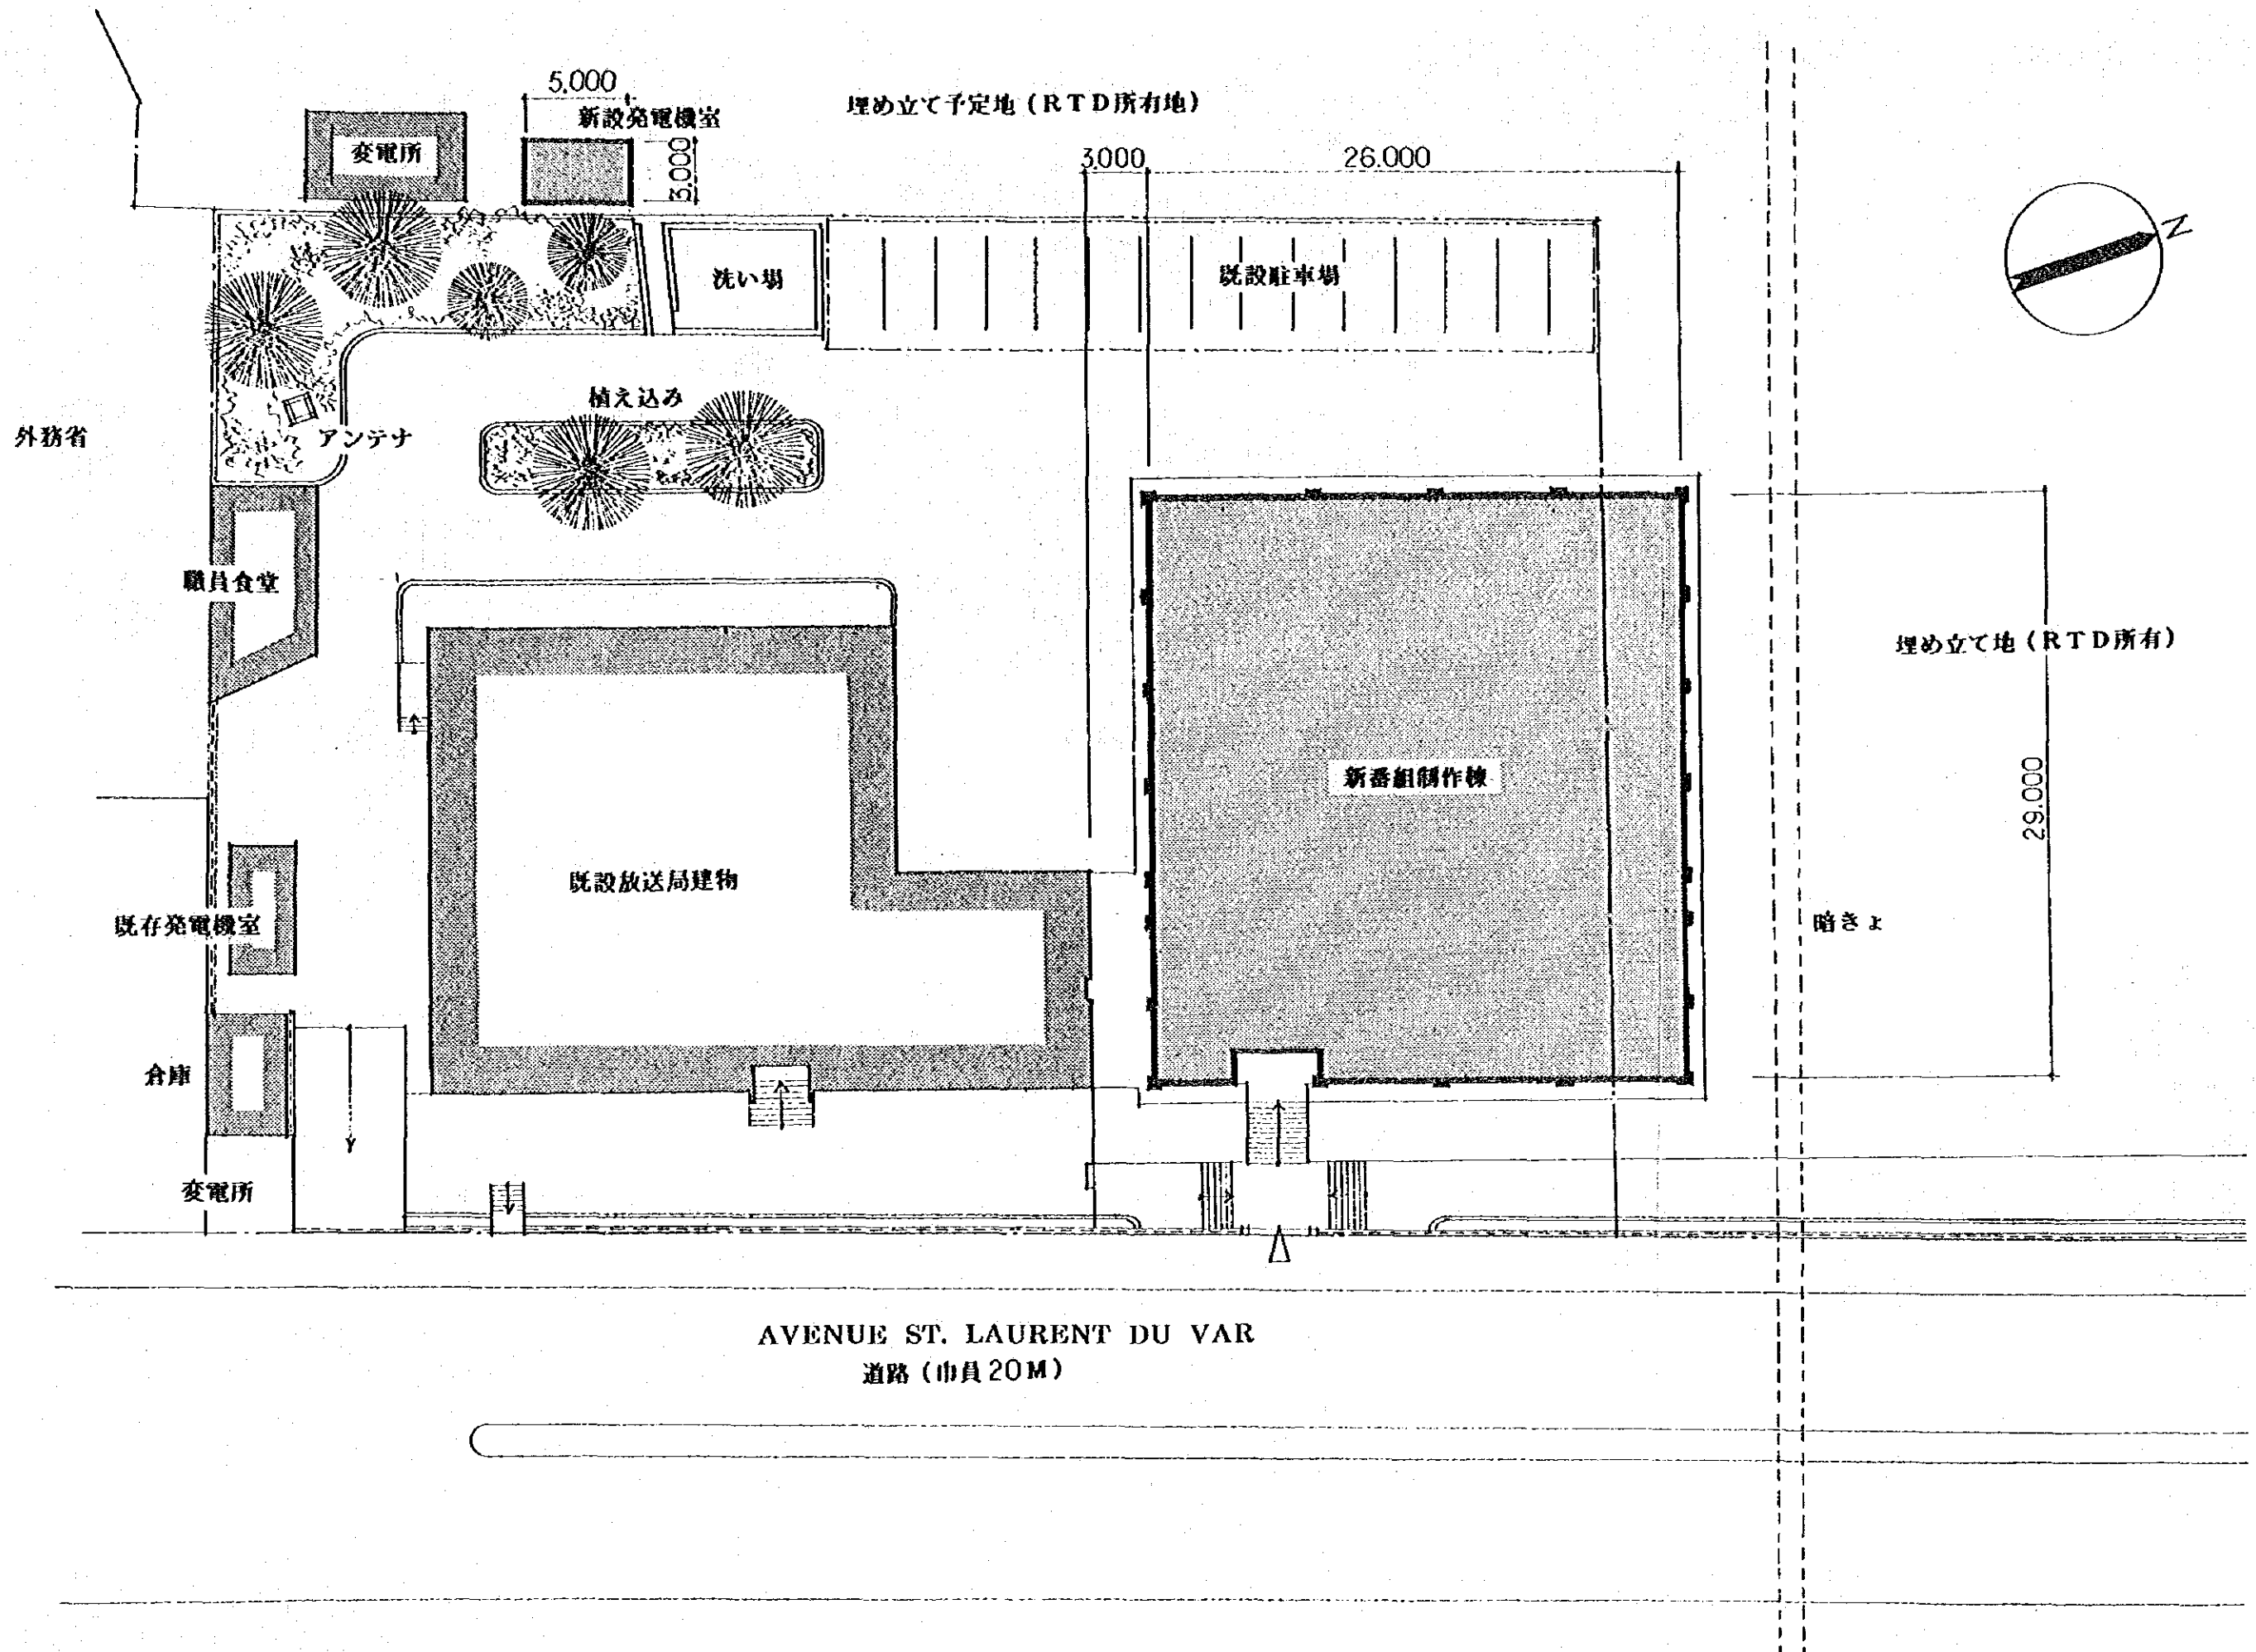 5.000
新設発電機室
埋め立て予定地（RTD所有地）
変電所
3.000
3.000
26.000
N
洗い場
既設駐車場
植え込み
外務省
アンテナ
職員食堂
埋め立て地（RTD所有）
新番組制作棟
29.000
既設放送局建物
既存発電機室
暗きょ
倉庫
変電所
AVENUE ST. LAURENT DU VAR
道路（巾員20M）